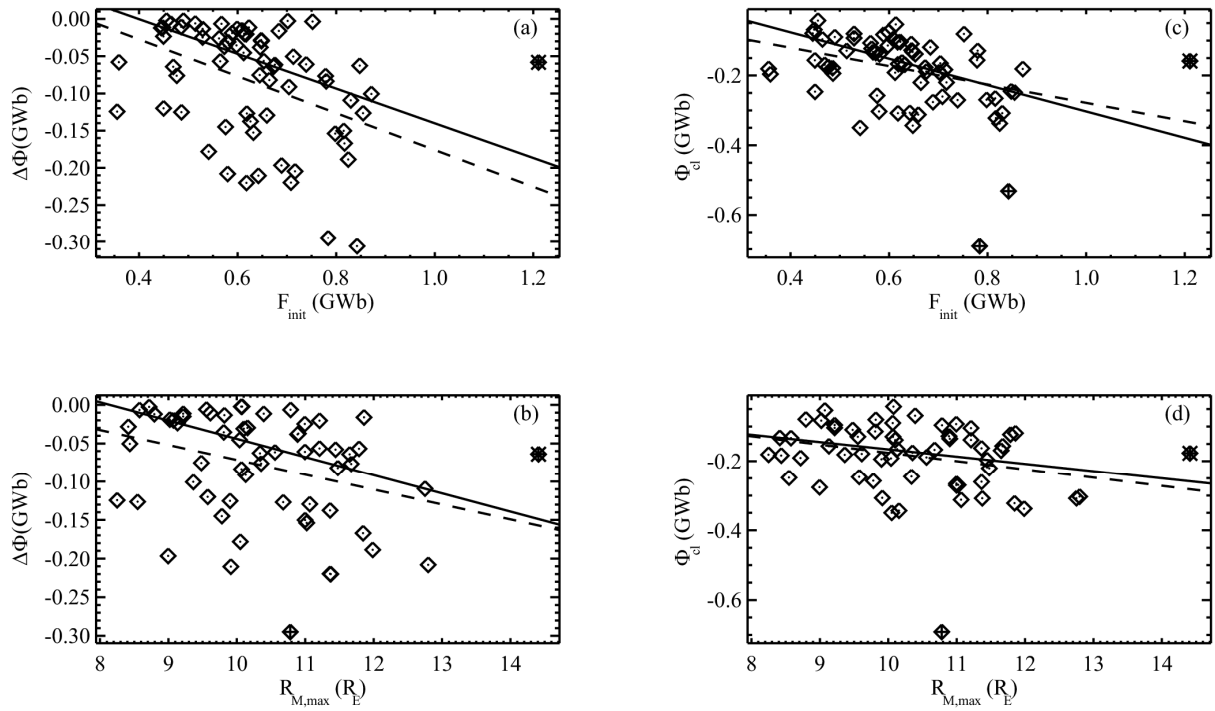 (a)
0.00
-0.05
-0.10
-0.15
-0.20
-0.25
-0.30
ΔΦ(GWb)
0.4 0.6 0.8 1.0 1.2
F_init (GWb)
(c)
-0.2
-0.4
-0.6
Φ_cl (GWb)
0.4 0.6 0.8 1.0 1.2
F_init (GWb)
(b)
0.00
-0.05
-0.10
-0.15
-0.20
-0.25
-0.30
ΔΦ(GWb)
8 9 10 11 12 13 14
R_M,max (R_E)
(d)
-0.2
-0.4
-0.6
Φ_cl (GWb)
8 9 10 11 12 13 14
R_M,max (R_E)